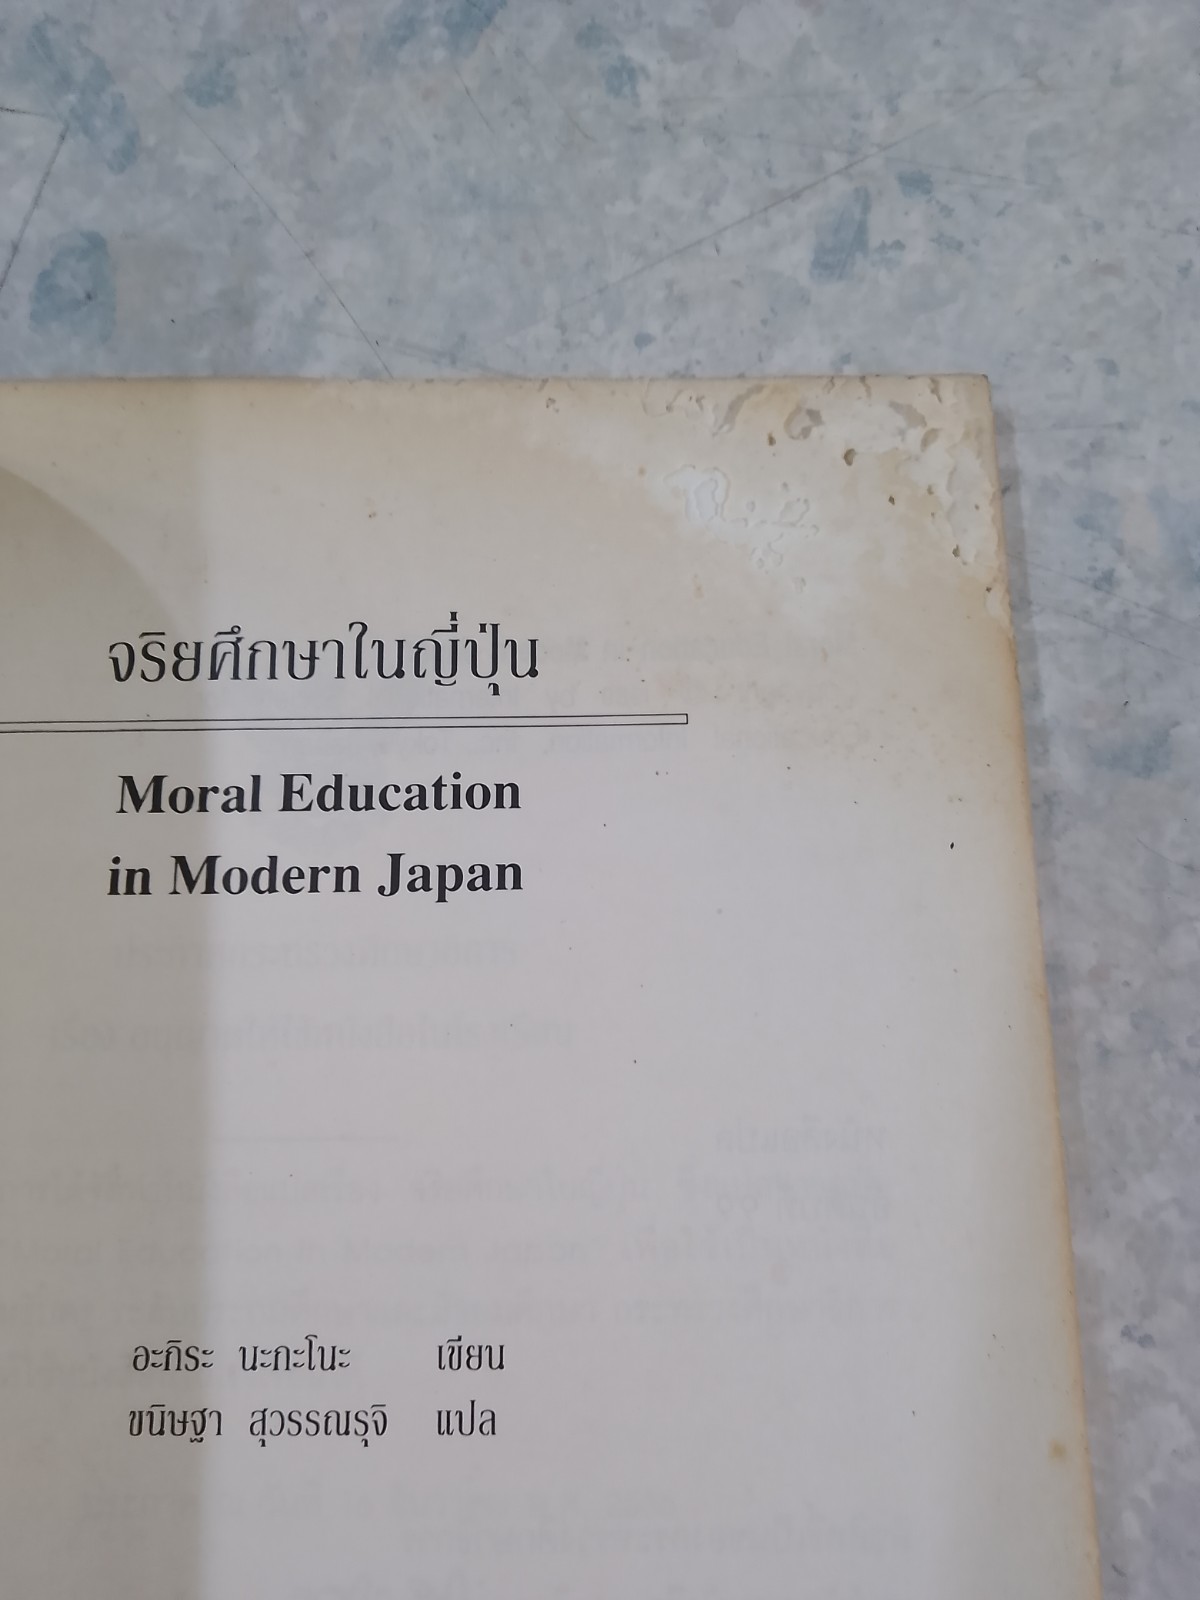 จริยศึกษาในญี่ปุ่น
Moral Education
in Modern Japan
อะกิระ นะกะโนะ เขียน
ขนิษฐา สุวรรณรุจิ แปล